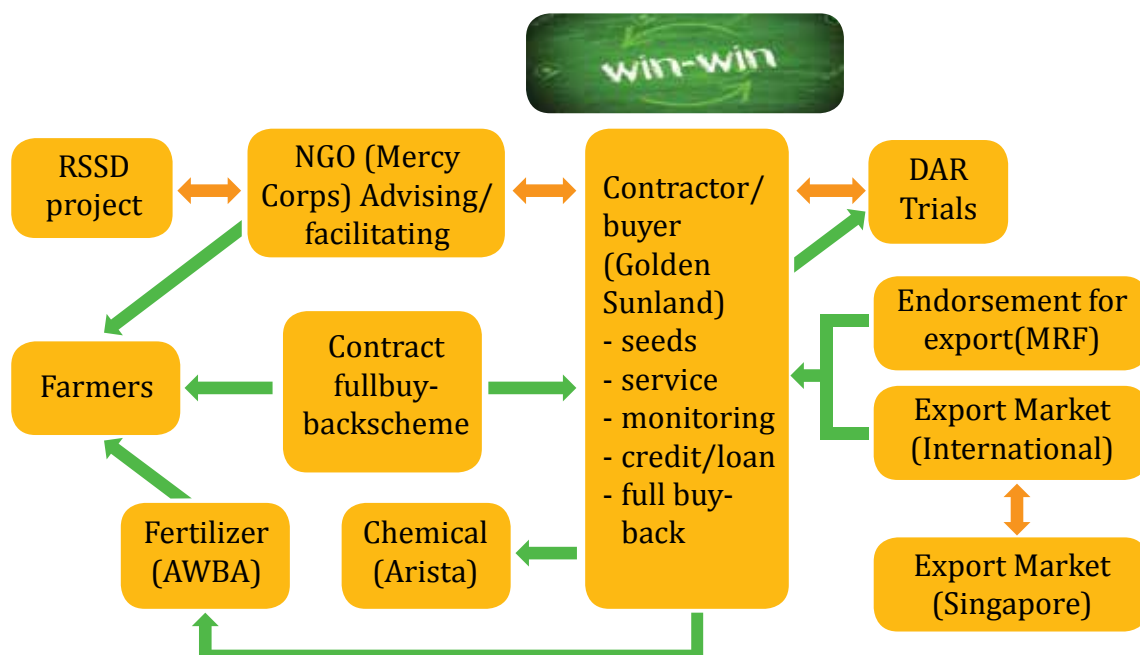 win-win
RSSD
project
NGO (Mercy
Corps) Advising/
facilitating
Contractor/
buyer
(Golden
Sunland)
- seeds
- service
- monitoring
- credit/loan
- full buy-
back
DAR
Trials
Endorsement for
export(MRF)
Farmers
Contract
fullbuy-
backscheme
Export Market
(International)
Fertilizer
(AWBA)
Chemical
(Arista)
Export Market
(Singapore)